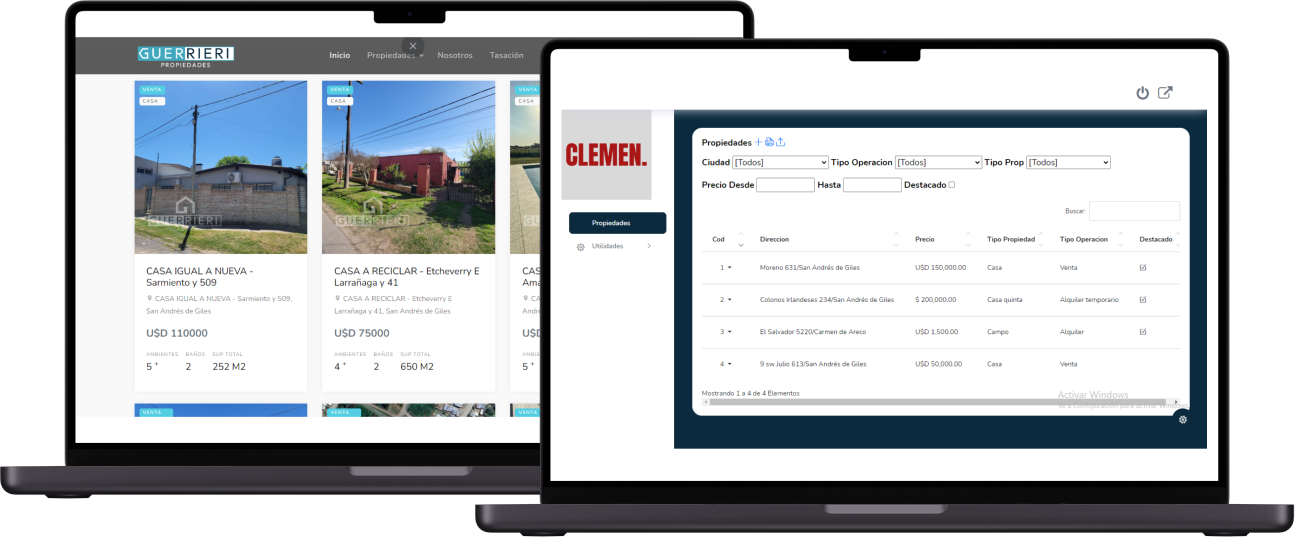 GUERRIERI
PROPIEDADES
Inicio Propiedades Nosotros Tasación
VENTA
CASA
GUERRIERI
CASA IGUAL A NUEVA -
Sarmiento y 509
CASA IGUAL A NUEVA - Sarmiento y 509,
San Andrés de Giles
U$D 110000
AMBIENTES BAÑOS SUP TOTAL
5 + 2 252 M2
VENTA
CASA
GUERRIERI
CASA A RECICLAR - Etcheverry E
Larrañaga y 41
CASA A RECICLAR - Etcheverry E
Larrañaga y 41, San Andrés de Giles
U$D 75000
AMBIENTES BAÑOS SUP TOTAL
4 + 2 650 M2
VENTA
CASA
GU
CAS
Ama
CA
Andr
U$D
AMBIE
5 +
VENTA
VENTA
VENTA
CLEMEN.
Propiedades
Utilidades
Propiedades
Ciudad [Todos] Tipo Operacion [Todos] Tipo Prop [Todos]
Precio Desde Hasta Destacado
Buscar:
Cod Direccion Precio Tipo Propiedad Tipo Operacion Destacado
1 Moreno 631/San Andrés de Giles U$D 150,000.00 Casa Venta
2 Colonos Irlandeses 234/San Andrés de Giles $ 200,000.00 Casa quinta Alquiler temporario
3 El Salvador 5220/Carmen de Areco U$D 1,500.00 Campo Alquiler
4 9 sw Julio 613/San Andrés de Giles U$D 50,000.00 Casa Venta
Mostrando 1 a 4 de 4 Elementos
Activar Windows
Ve a Configuración para activar Windows.